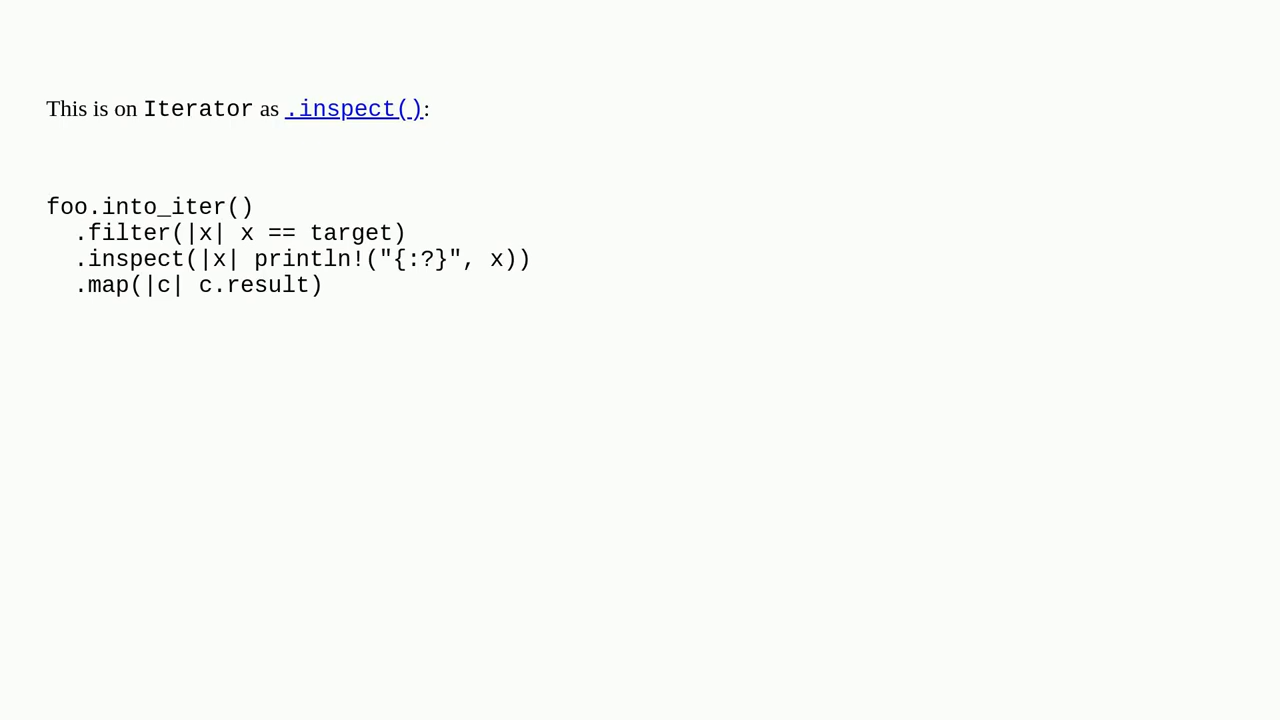 This is on Iterator as .inspect():
foo.into_iter()
  .filter(|x| x == target)
  .inspect(|x| println!("{:?}", x))
  .map(|c| c.result)